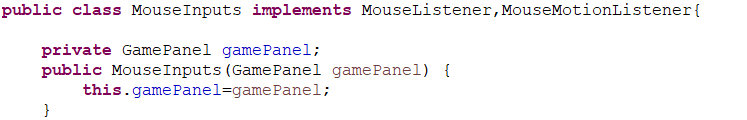 public class MouseInputs implements MouseListener,MouseMotionListener{
private GamePanel gamePanel;
public MouseInputs(GamePanel gamePanel) {
this.gamePanel=gamePanel;
}